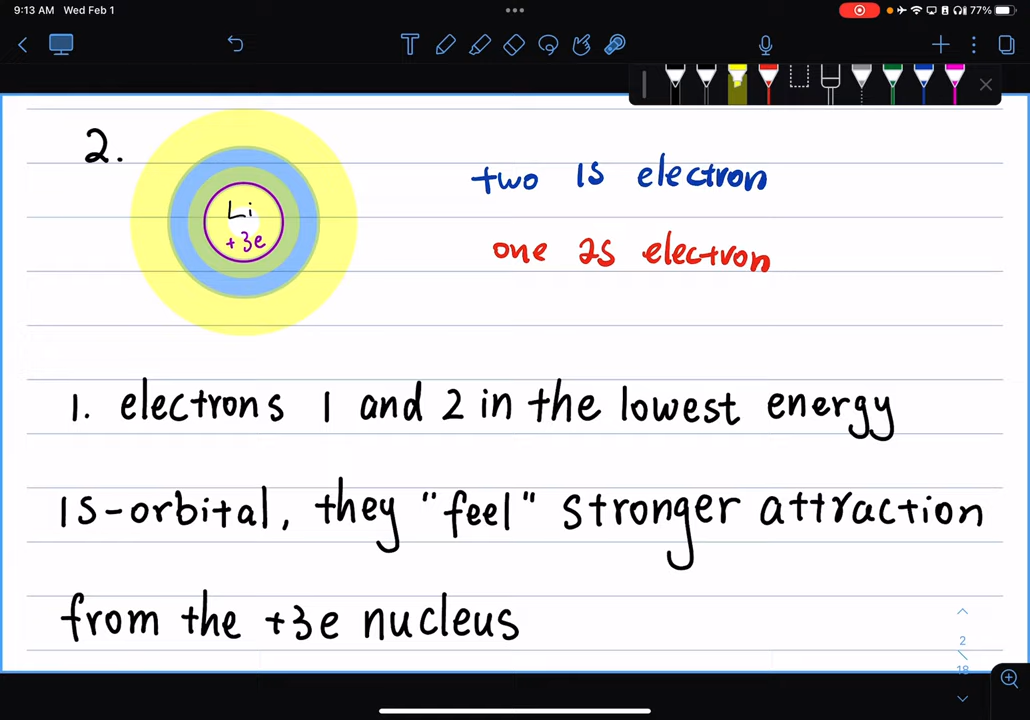 9:13 AM Wed Feb 1
77%
2.
Li
+3e
two 1s electron
one 2s electron
1. electrons 1 and 2 in the lowest energy
1s-orbital, they "feel" stronger attraction
from the +3e nucleus
2
18